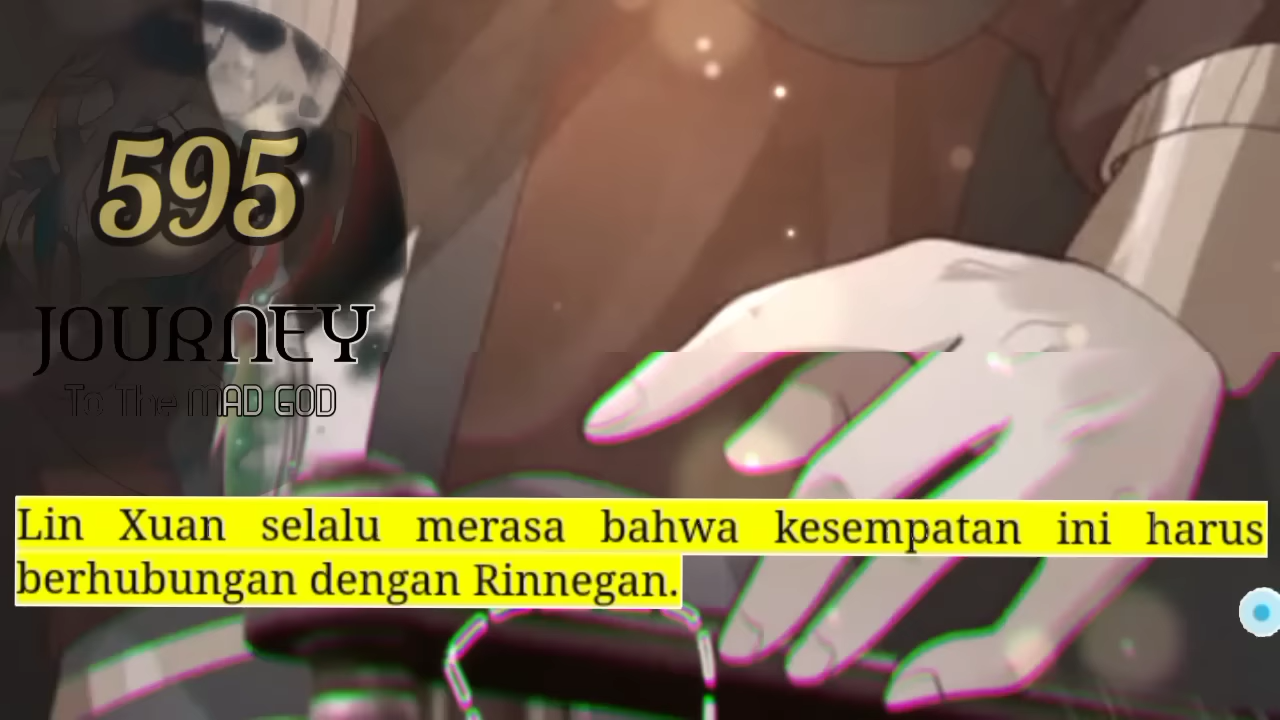 595
JOURNEY
To The MAD GOD
Lin Xuan selalu merasa bahwa kesempatan ini harus
berhubungan dengan Rinnegan.